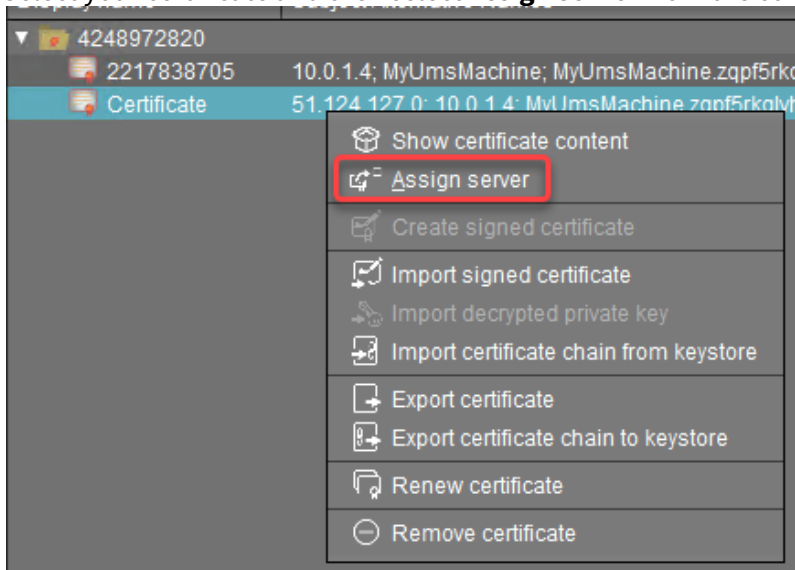 4248972820
2217838705 10.0.1.4; MyUmsMachine; MyUmsMachine.zqpf5rk
Certificate 51.124.127.0; 10.0.1.4; MyUmsMachine.zqpf5rkqlyh
Show certificate content
Assign server
Create signed certificate
Import signed certificate
Import decrypted private key
Import certificate chain from keystore
Export certificate
Export certificate chain to keystore
Renew certificate
Remove certificate